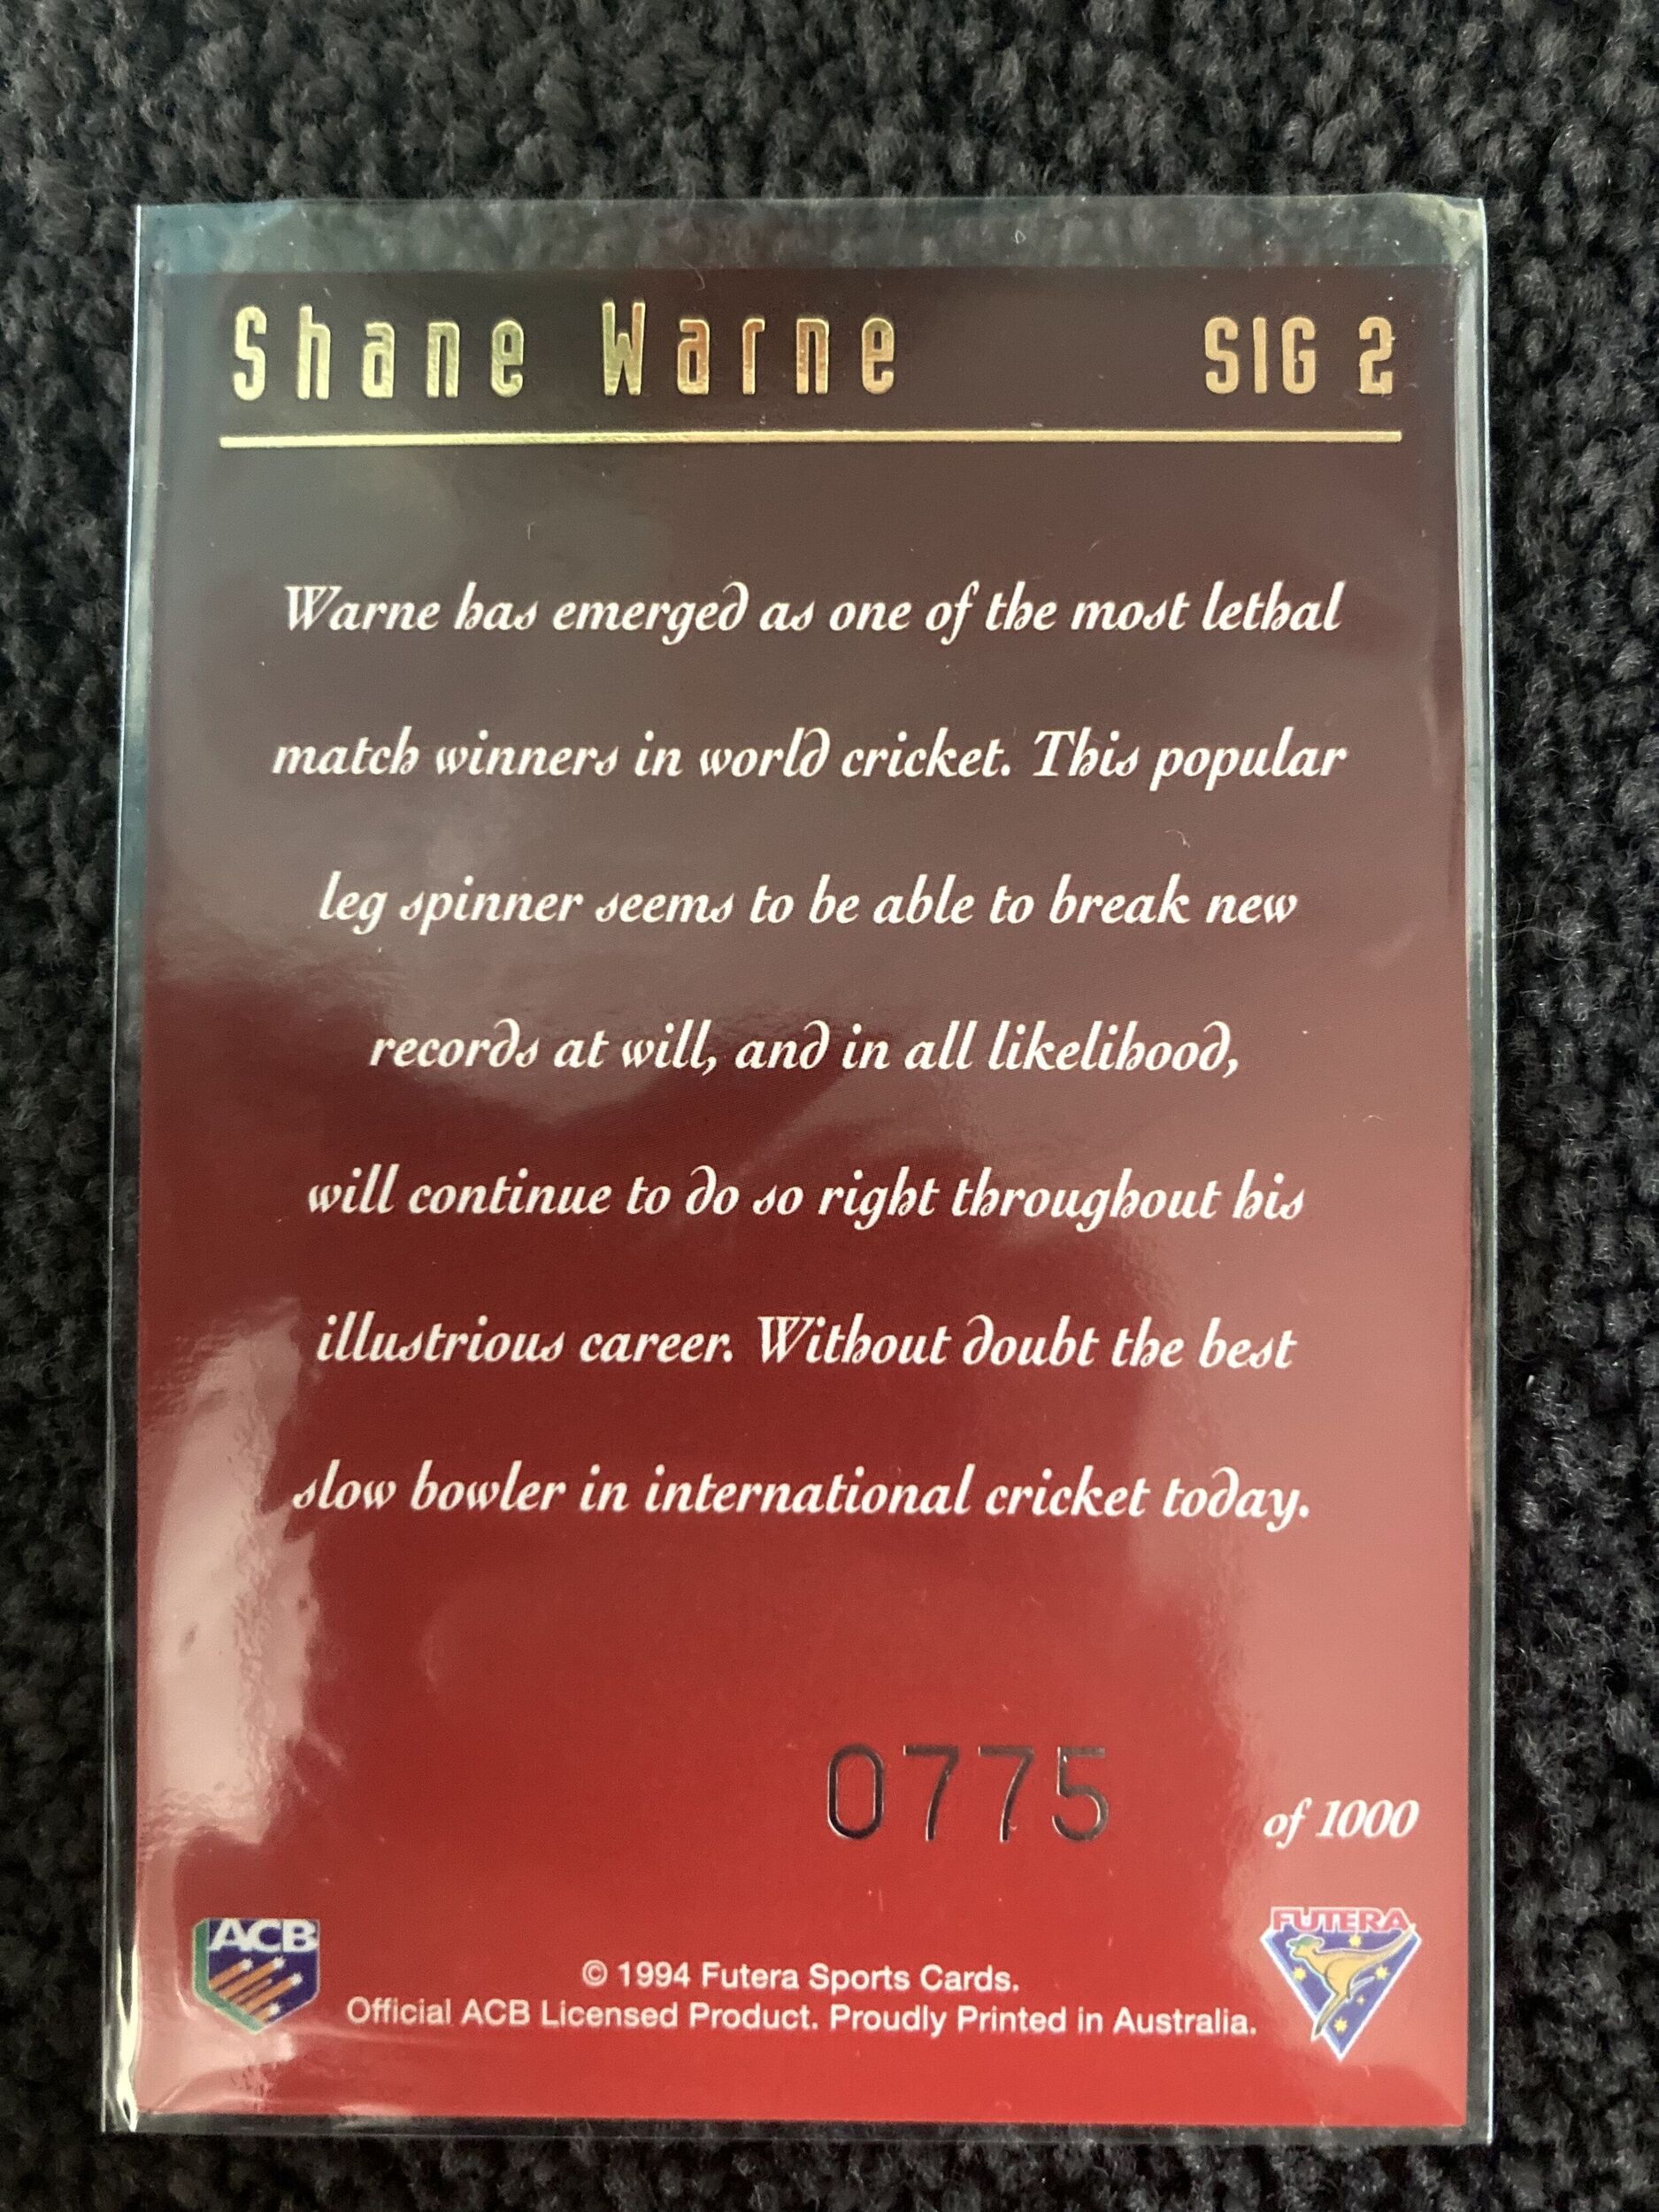 Shane Warne SIG 2
Warne has emerged as one of the most lethal
match winners in world cricket. This popular
leg spinner seems to be able to break new
records at will, and in all likelihood,
will continue to do so right throughout his
illustrious career. Without doubt the best
slow bowler in international cricket today.
0775 of 1000
ACB
FUTERA
© 1994 Futera Sports Cards.
Official ACB Licensed Product. Proudly Printed in Australia.